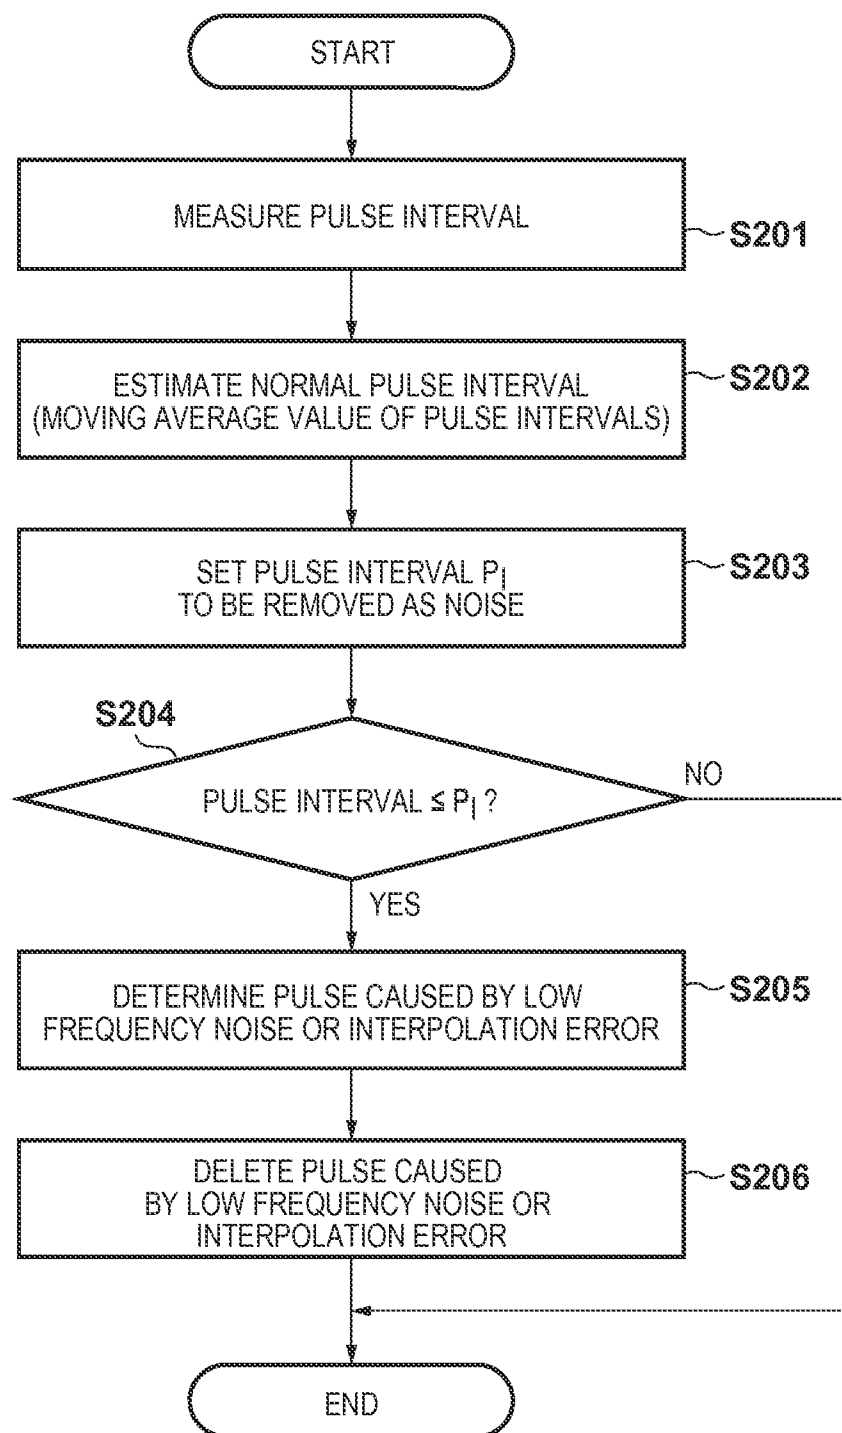 START
MEASURE PULSE INTERVAL
S201
ESTIMATE NORMAL PULSE INTERVAL
(MOVING AVERAGE VALUE OF PULSE INTERVALS)
S202
SET PULSE INTERVAL Pl
TO BE REMOVED AS NOISE
S203
S204
PULSE INTERVAL ≤ Pl ?
NO
YES
DETERMINE PULSE CAUSED BY LOW
FREQUENCY NOISE OR INTERPOLATION ERROR
S205
DELETE PULSE CAUSED
BY LOW FREQUENCY NOISE OR
INTERPOLATION ERROR
S206
END